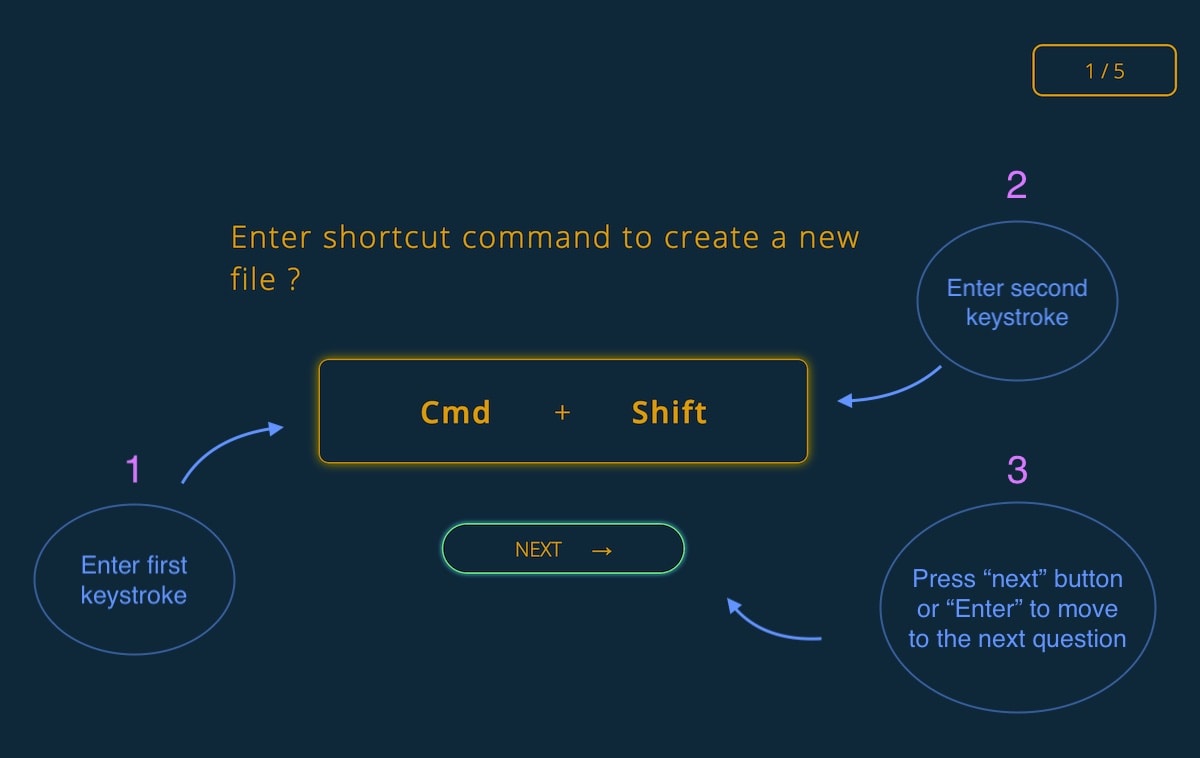 1 / 5
Enter shortcut command to create a new
file ?
Cmd + Shift
NEXT →
1
Enter first
keystroke
2
Enter second
keystroke
3
Press “next” button
or “Enter” to move
to the next question